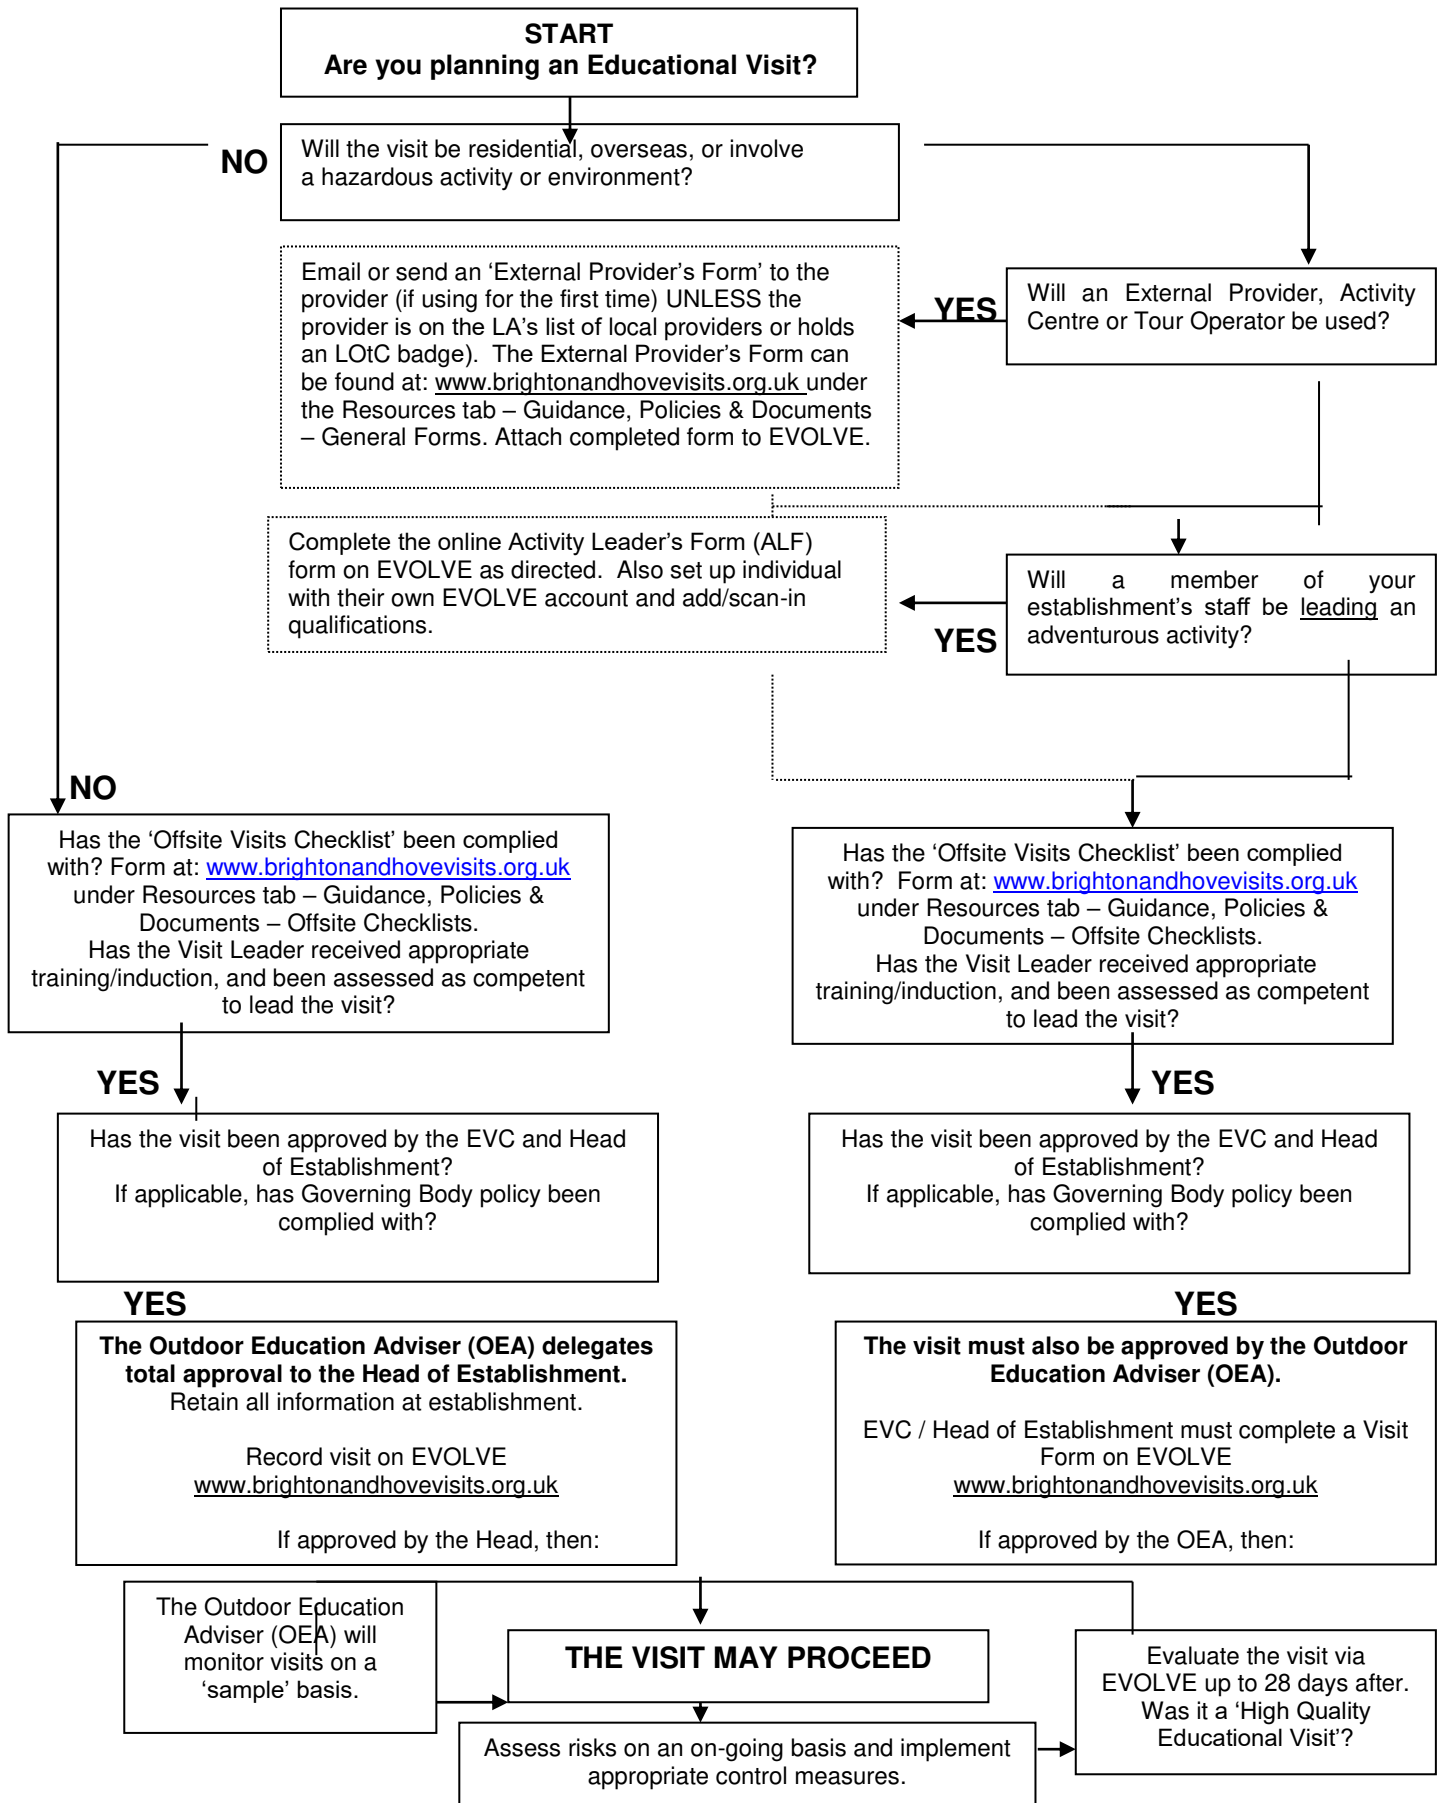 START
Are you planning an Educational Visit?
NO
Will the visit be residential, overseas, or involve
a hazardous activity or environment?
Email or send an ‘External Provider’s Form’ to the
provider (if using for the first time) UNLESS the
provider is on the LA’s list of local providers or holds
an LOtC badge).  The External Provider’s Form can
be found at: www.brightonandhovevisits.org.uk under
the Resources tab – Guidance, Policies & Documents
– General Forms. Attach completed form to EVOLVE.
YES
Will an External Provider, Activity
Centre or Tour Operator be used?
Complete the online Activity Leader’s Form (ALF)
form on EVOLVE as directed.  Also set up individual
with their own EVOLVE account and add/scan-in
qualifications.
YES
Will a member of your
establishment’s staff be leading an
adventurous activity?
NO
Has the ‘Offsite Visits Checklist’ been complied
with? Form at: www.brightonandhovevisits.org.uk
under Resources tab – Guidance, Policies &
Documents – Offsite Checklists.
Has the Visit Leader received appropriate
training/induction, and been assessed as competent
to lead the visit?
Has the ‘Offsite Visits Checklist’ been complied
with?  Form at: www.brightonandhovevisits.org.uk
under Resources tab – Guidance, Policies &
Documents – Offsite Checklists.
Has the Visit Leader received appropriate
training/induction, and been assessed as competent
to lead the visit?
YES
YES
Has the visit been approved by the EVC and Head
of Establishment?
If applicable, has Governing Body policy been
complied with?
Has the visit been approved by the EVC and Head
of Establishment?
If applicable, has Governing Body policy been
complied with?
YES
YES
The Outdoor Education Adviser (OEA) delegates
total approval to the Head of Establishment.
Retain all information at establishment.
Record visit on EVOLVE
www.brightonandhovevisits.org.uk
If approved by the Head, then:
The visit must also be approved by the Outdoor
Education Adviser (OEA).
EVC / Head of Establishment must complete a Visit
Form on EVOLVE
www.brightonandhovevisits.org.uk
If approved by the OEA, then:
The Outdoor Education
Adviser (OEA) will
monitor visits on a
‘sample’ basis.
THE VISIT MAY PROCEED
Evaluate the visit via
EVOLVE up to 28 days after.
Was it a ‘High Quality
Educational Visit’?
Assess risks on an on-going basis and implement
appropriate control measures.